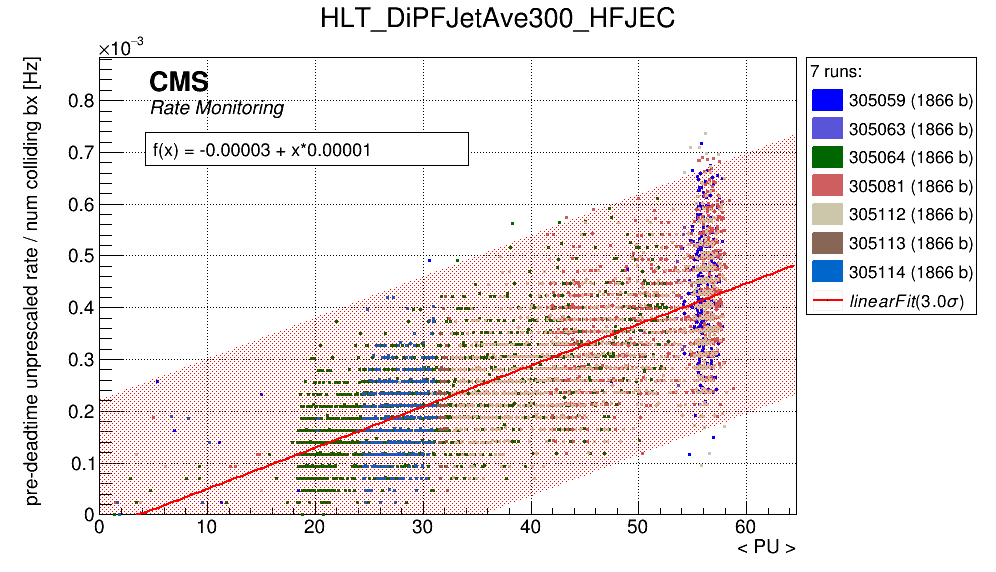 HLT_DiPFJetAve300_HFJEC
×10⁻³
CMS
Rate Monitoring
f(x) = -0.00003 + x*0.00001
pre-deadtime unprescaled rate / num colliding bx [Hz]
0.8
0.7
0.6
0.5
0.4
0.3
0.2
0.1
0
0 10 20 30 40 50 60
< PU >
7 runs:
305059 (1866 b)
305063 (1866 b)
305064 (1866 b)
305081 (1866 b)
305112 (1866 b)
305113 (1866 b)
305114 (1866 b)
linearFit(3.0σ)